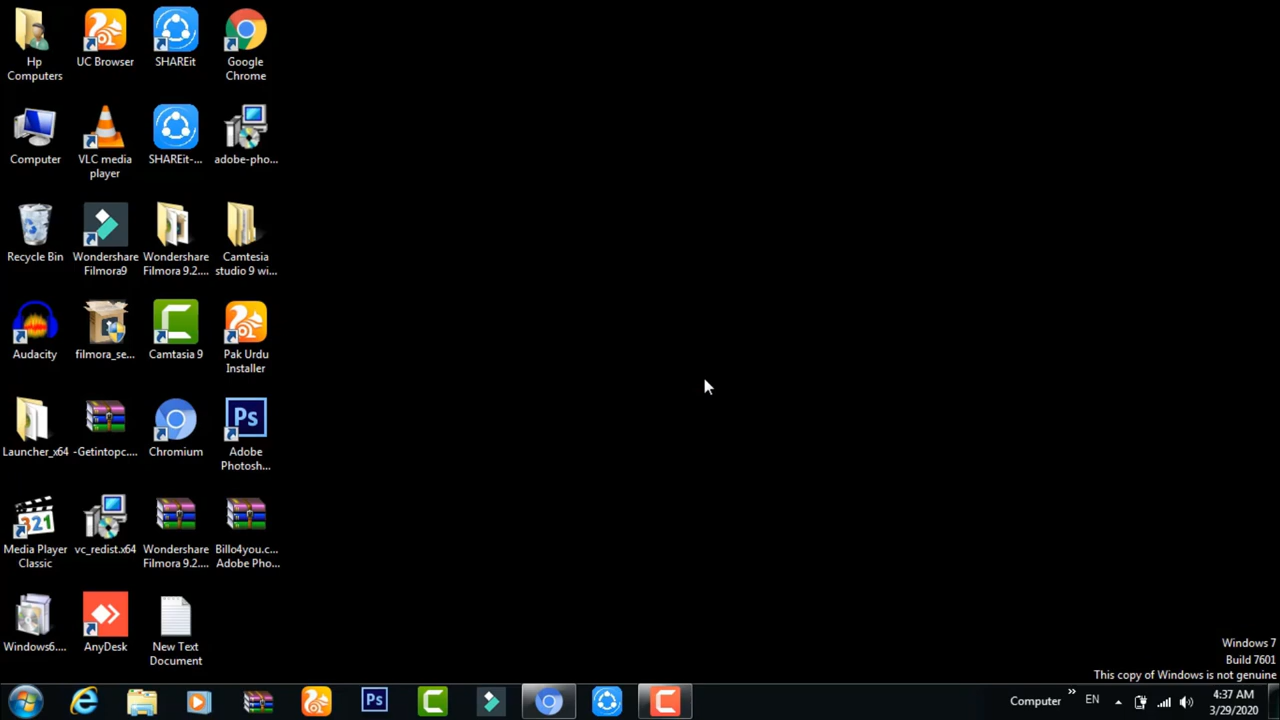 Hp
Computers
UC Browser
SHAREit
Google
Chrome
Computer
VLC media
player
SHAREit-...
adobe-pho...
Recycle Bin
Wondershare
Filmora9
Wondershare
Filmora 9.2....
Camtesia
studio 9 wi...
Audacity
filmora_se...
Camtasia 9
Pak Urdu
Installer
Launcher_x64
-Getintopc....
Chromium
Ps
Adobe
Photosh...
321
Media Player
Classic
vc_redist.x64
Wondershare
Filmora 9.2....
Billo4you.c...
Adobe Pho...
Windows6....
AnyDesk
New Text
Document
Windows 7
Build 7601
This copy of Windows is not genuine
Ps
Computer
»
EN
4:37 AM
3/29/2020